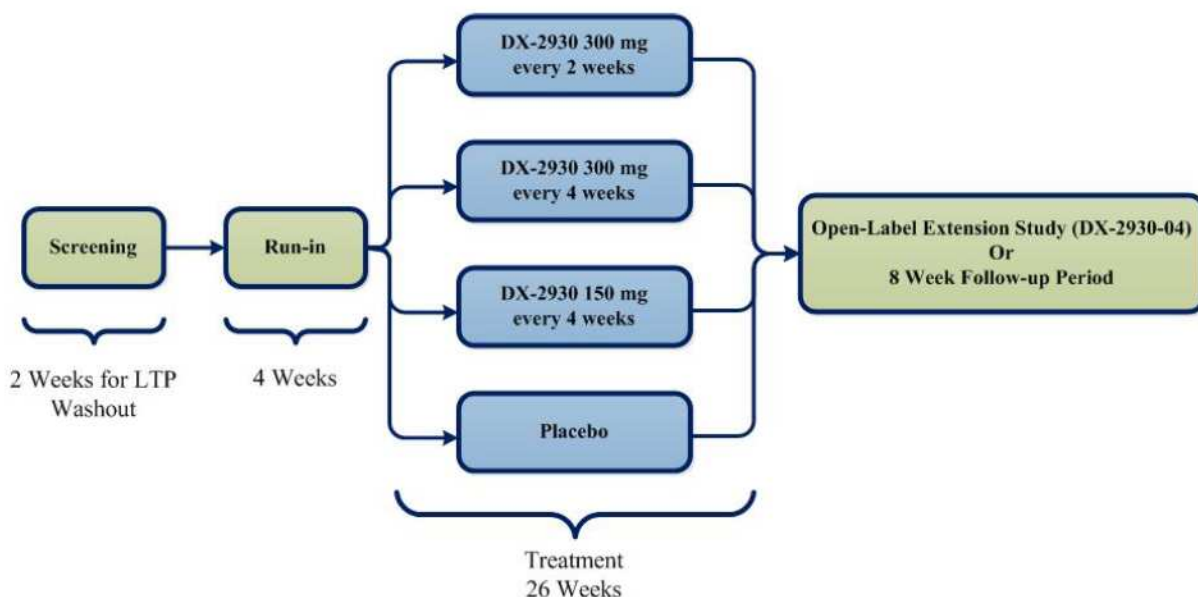 DX-2930 300 mg
every 2 weeks
DX-2930 300 mg
every 4 weeks
Screening
Run-in
Open-Label Extension Study (DX-2930-04)
Or
8 Week Follow-up Period
DX-2930 150 mg
every 4 weeks
2 Weeks for LTP
Washout
4 Weeks
Placebo
Treatment
26 Weeks